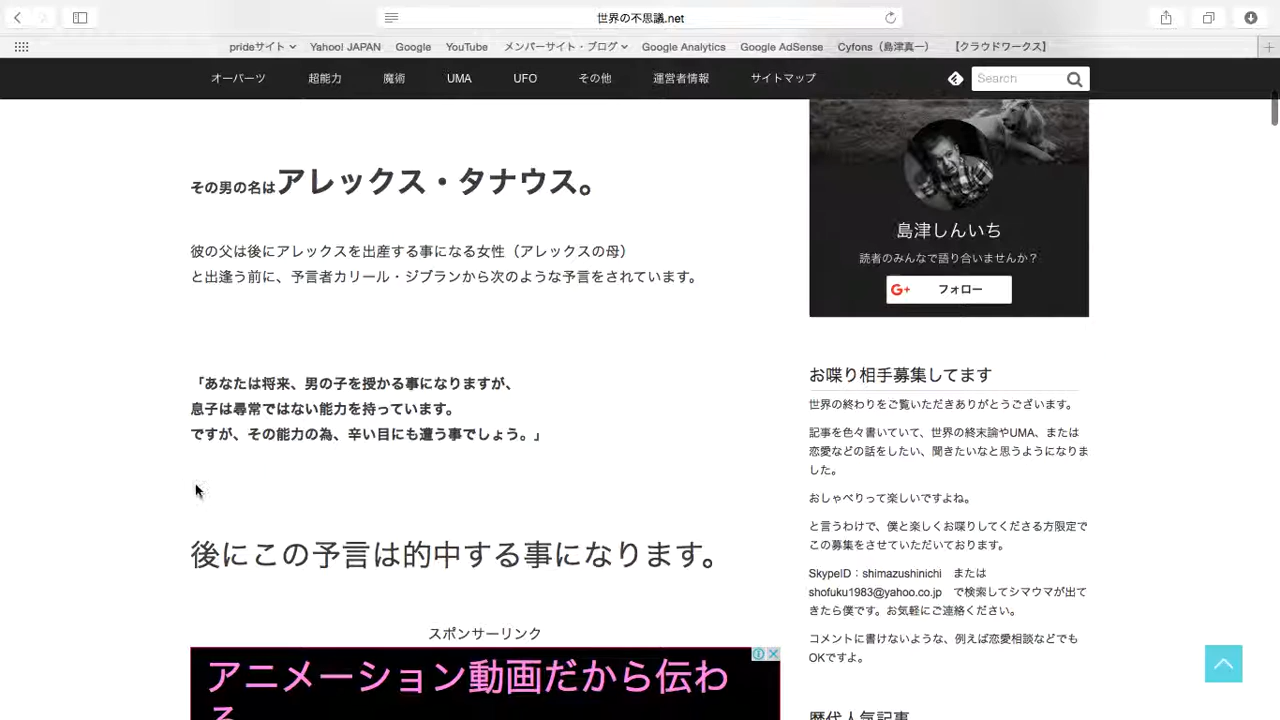 世界の不思議.net
prideサイト
Yahoo! JAPAN
Google
YouTube
メンバーサイト・ブログ
Google Analytics
Google AdSense
Cyfons（島津真一）
【クラウドワークス】
オーパーツ
超能力
魔術
UMA
UFO
その他
運営者情報
サイトマップ
Search
その男の名はアレックス・タナウス。
彼の父は後にアレックスを出産する事になる女性（アレックスの母）
と出逢う前に、予言者カリール・ジブランから次のような予言をされています。
「あなたは将来、男の子を授かる事になりますが、
息子は尋常ではない能力を持っています。
ですが、その能力の為、辛い目にも遭う事でしょう。」
後にこの予言は的中する事になります。
スポンサーリンク
アニメーション動画だから伝わ
る
島津しんいち
読者のみんなで語り合いませんか？
G+ フォロー
お喋り相手募集してます
世界の終わりをご覧いただきありがとうございます。
記事を色々書いていて、世界の終末論やUMA、または
恋愛などの話をしたい、聞きたいなと思うようになりま
した。
おしゃべりって楽しいですよね。
と言うわけで、僕と楽しくお喋りしてくださる方限定で
この募集をさせていただいております。
SkypeID：shimazushinichi　または
shofuku1983@yahoo.co.jp　で検索してシマウマが出て
きたら僕です。お気軽にご連絡ください。
コメントに書けないような、例えば恋愛相談などでも
OKですよ。
歴代人気記事